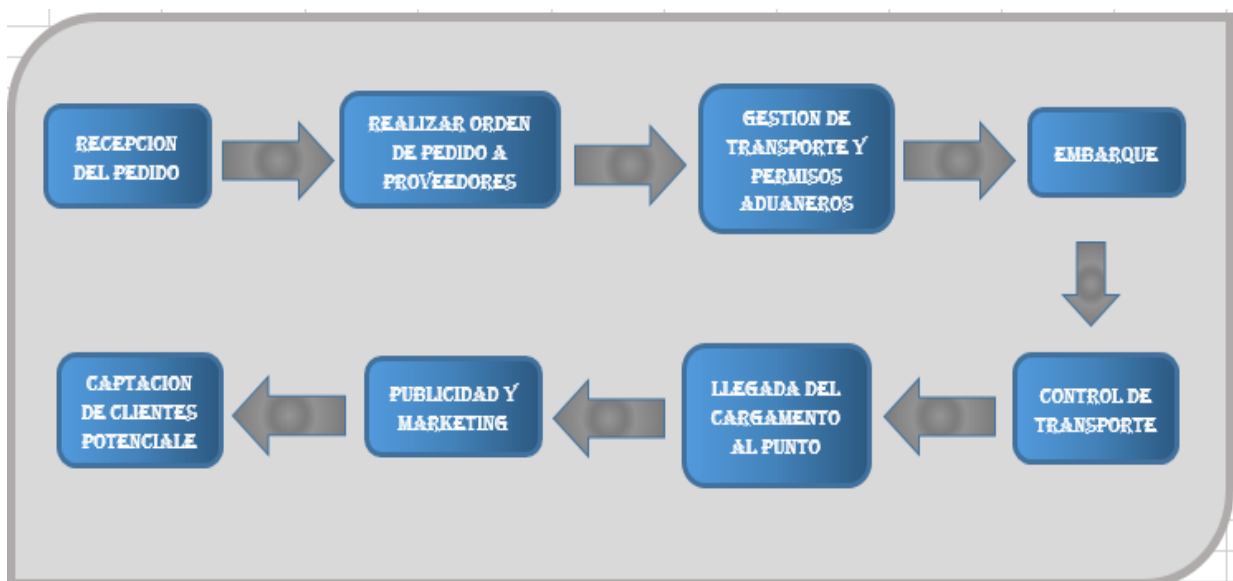 RECEPCION
DEL PEDIDO
REALIZAR ORDEN
DE PEDIDO A
PROVEEDORES
GESTION DE
TRANSPORTE Y
PERMISOS
ADUANEROS
EMBARQUE
CONTROL DE
TRANSPORTE
LLEGADA DEL
CARGAMENTO
AL PUNTO
PUBLICIDAD Y
MARKETING
CAPTACION
DE CLIENTES
POTENCIALE